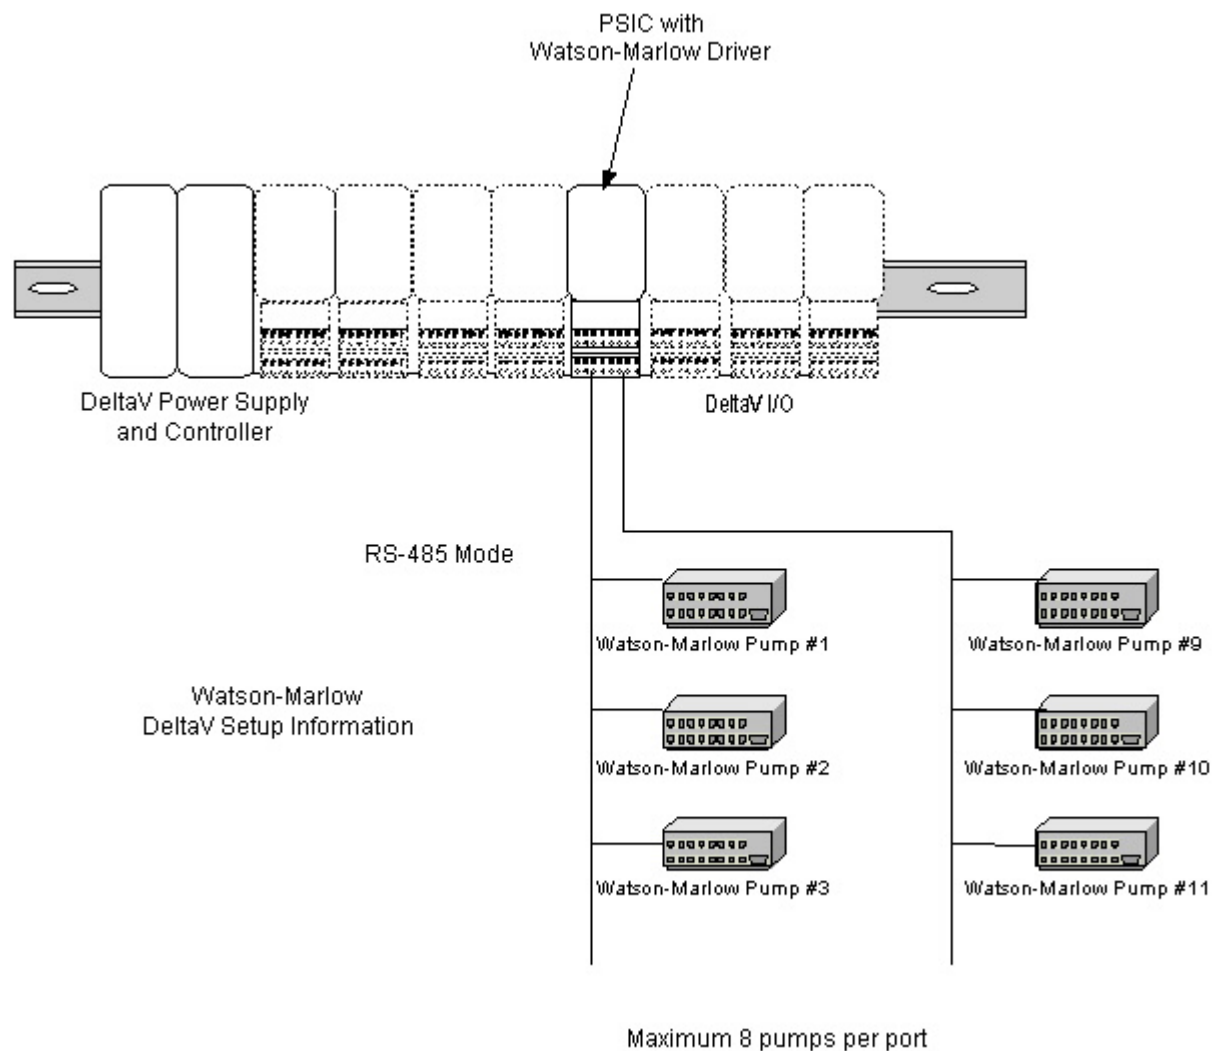 PSIC with
Watson-Marlow Driver
DeltaV Power Supply
and Controller
DeltaV I/O
RS-485 Mode
Watson-Marlow Pump #1
Watson-Marlow Pump #9
Watson-Marlow
DeltaV Setup Information
Watson-Marlow Pump #2
Watson-Marlow Pump #10
Watson-Marlow Pump #3
Watson-Marlow Pump #11
Maximum 8 pumps per port